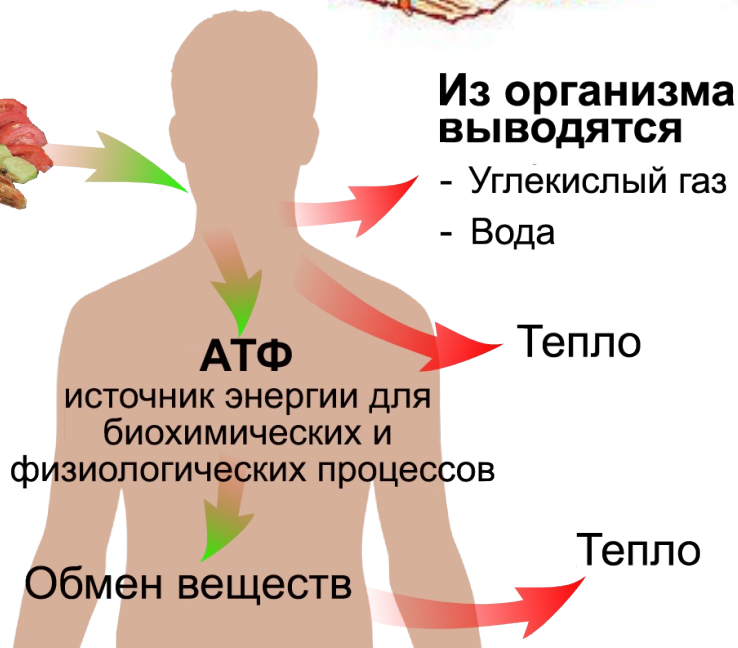 Из организма
выводятся
- Углекислый газ
- Вода
Тепло
АТФ
источник энергии для
биохимических и
физиологических процессов
Тепло
Обмен веществ